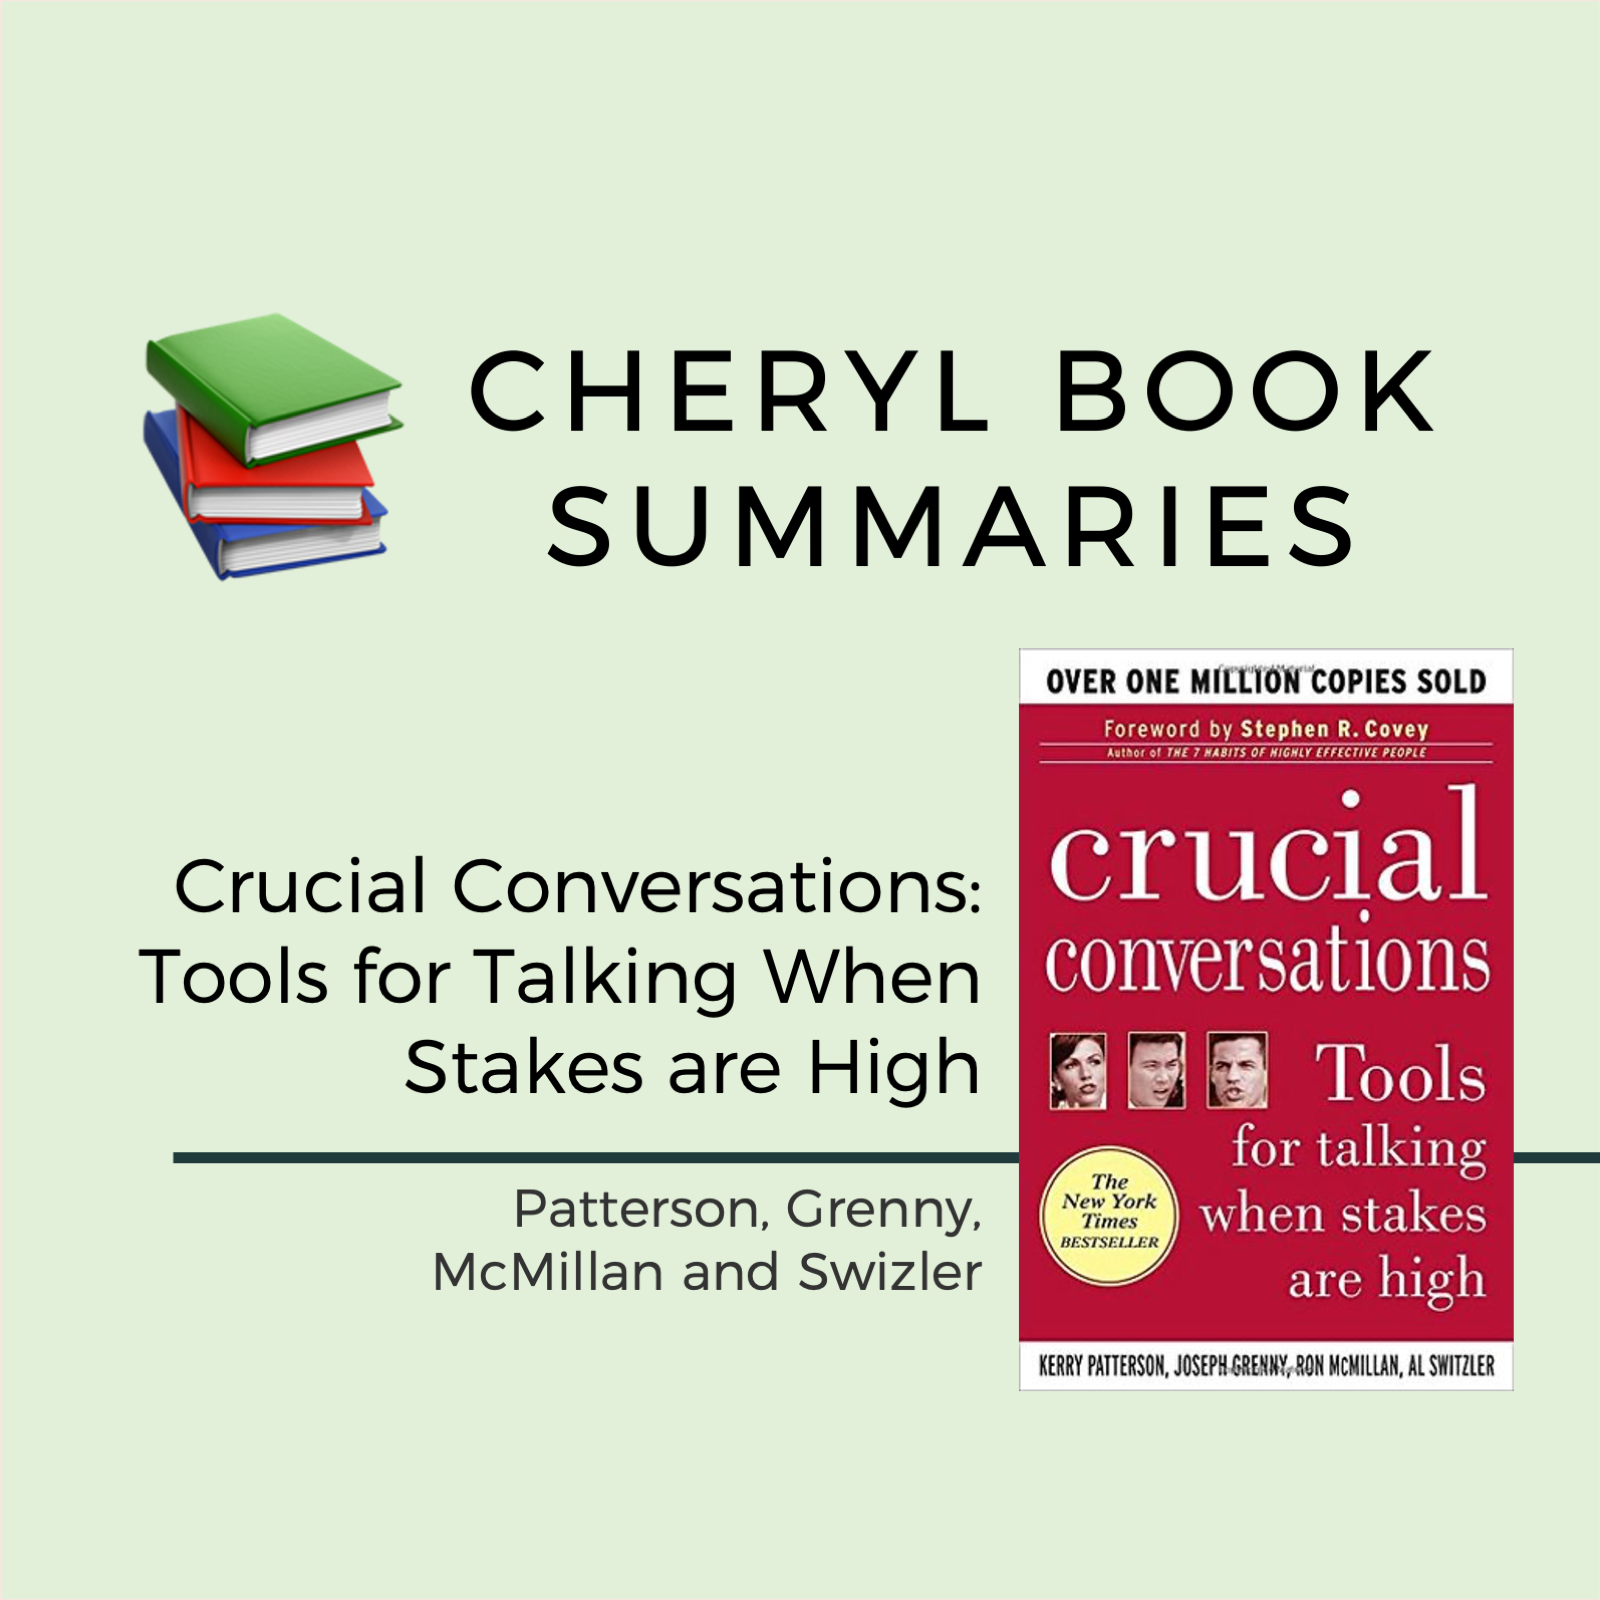 CHERYL BOOK
SUMMARIES
Crucial Conversations:
Tools for Talking When
Stakes are High
Patterson, Grenny,
McMillan and Swizler
Copyrighted Material
OVER ONE MILLION COPIES SOLD
Foreword by Stephen R. Covey
Author of THE 7 HABITS OF HIGHLY EFFECTIVE PEOPLE
crucial
conversations
Tools
for talking
when stakes
are high
The
New York
Times
BESTSELLER
KERRY PATTERSON, JOSEPH GRENNY, RON McMILLAN, AL SWITZLER